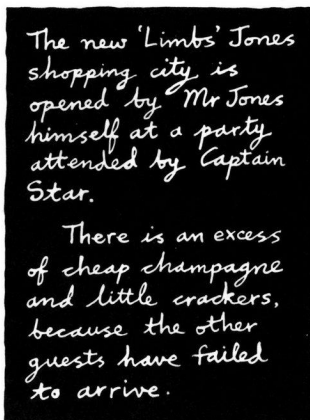 The new 'Limbs' Jones
shopping city is
opened by Mr Jones
himself at a party
attended by Captain
Star.
There is an excess
of cheap champagne
and little crackers,
because the other
guests have failed
to arrive.